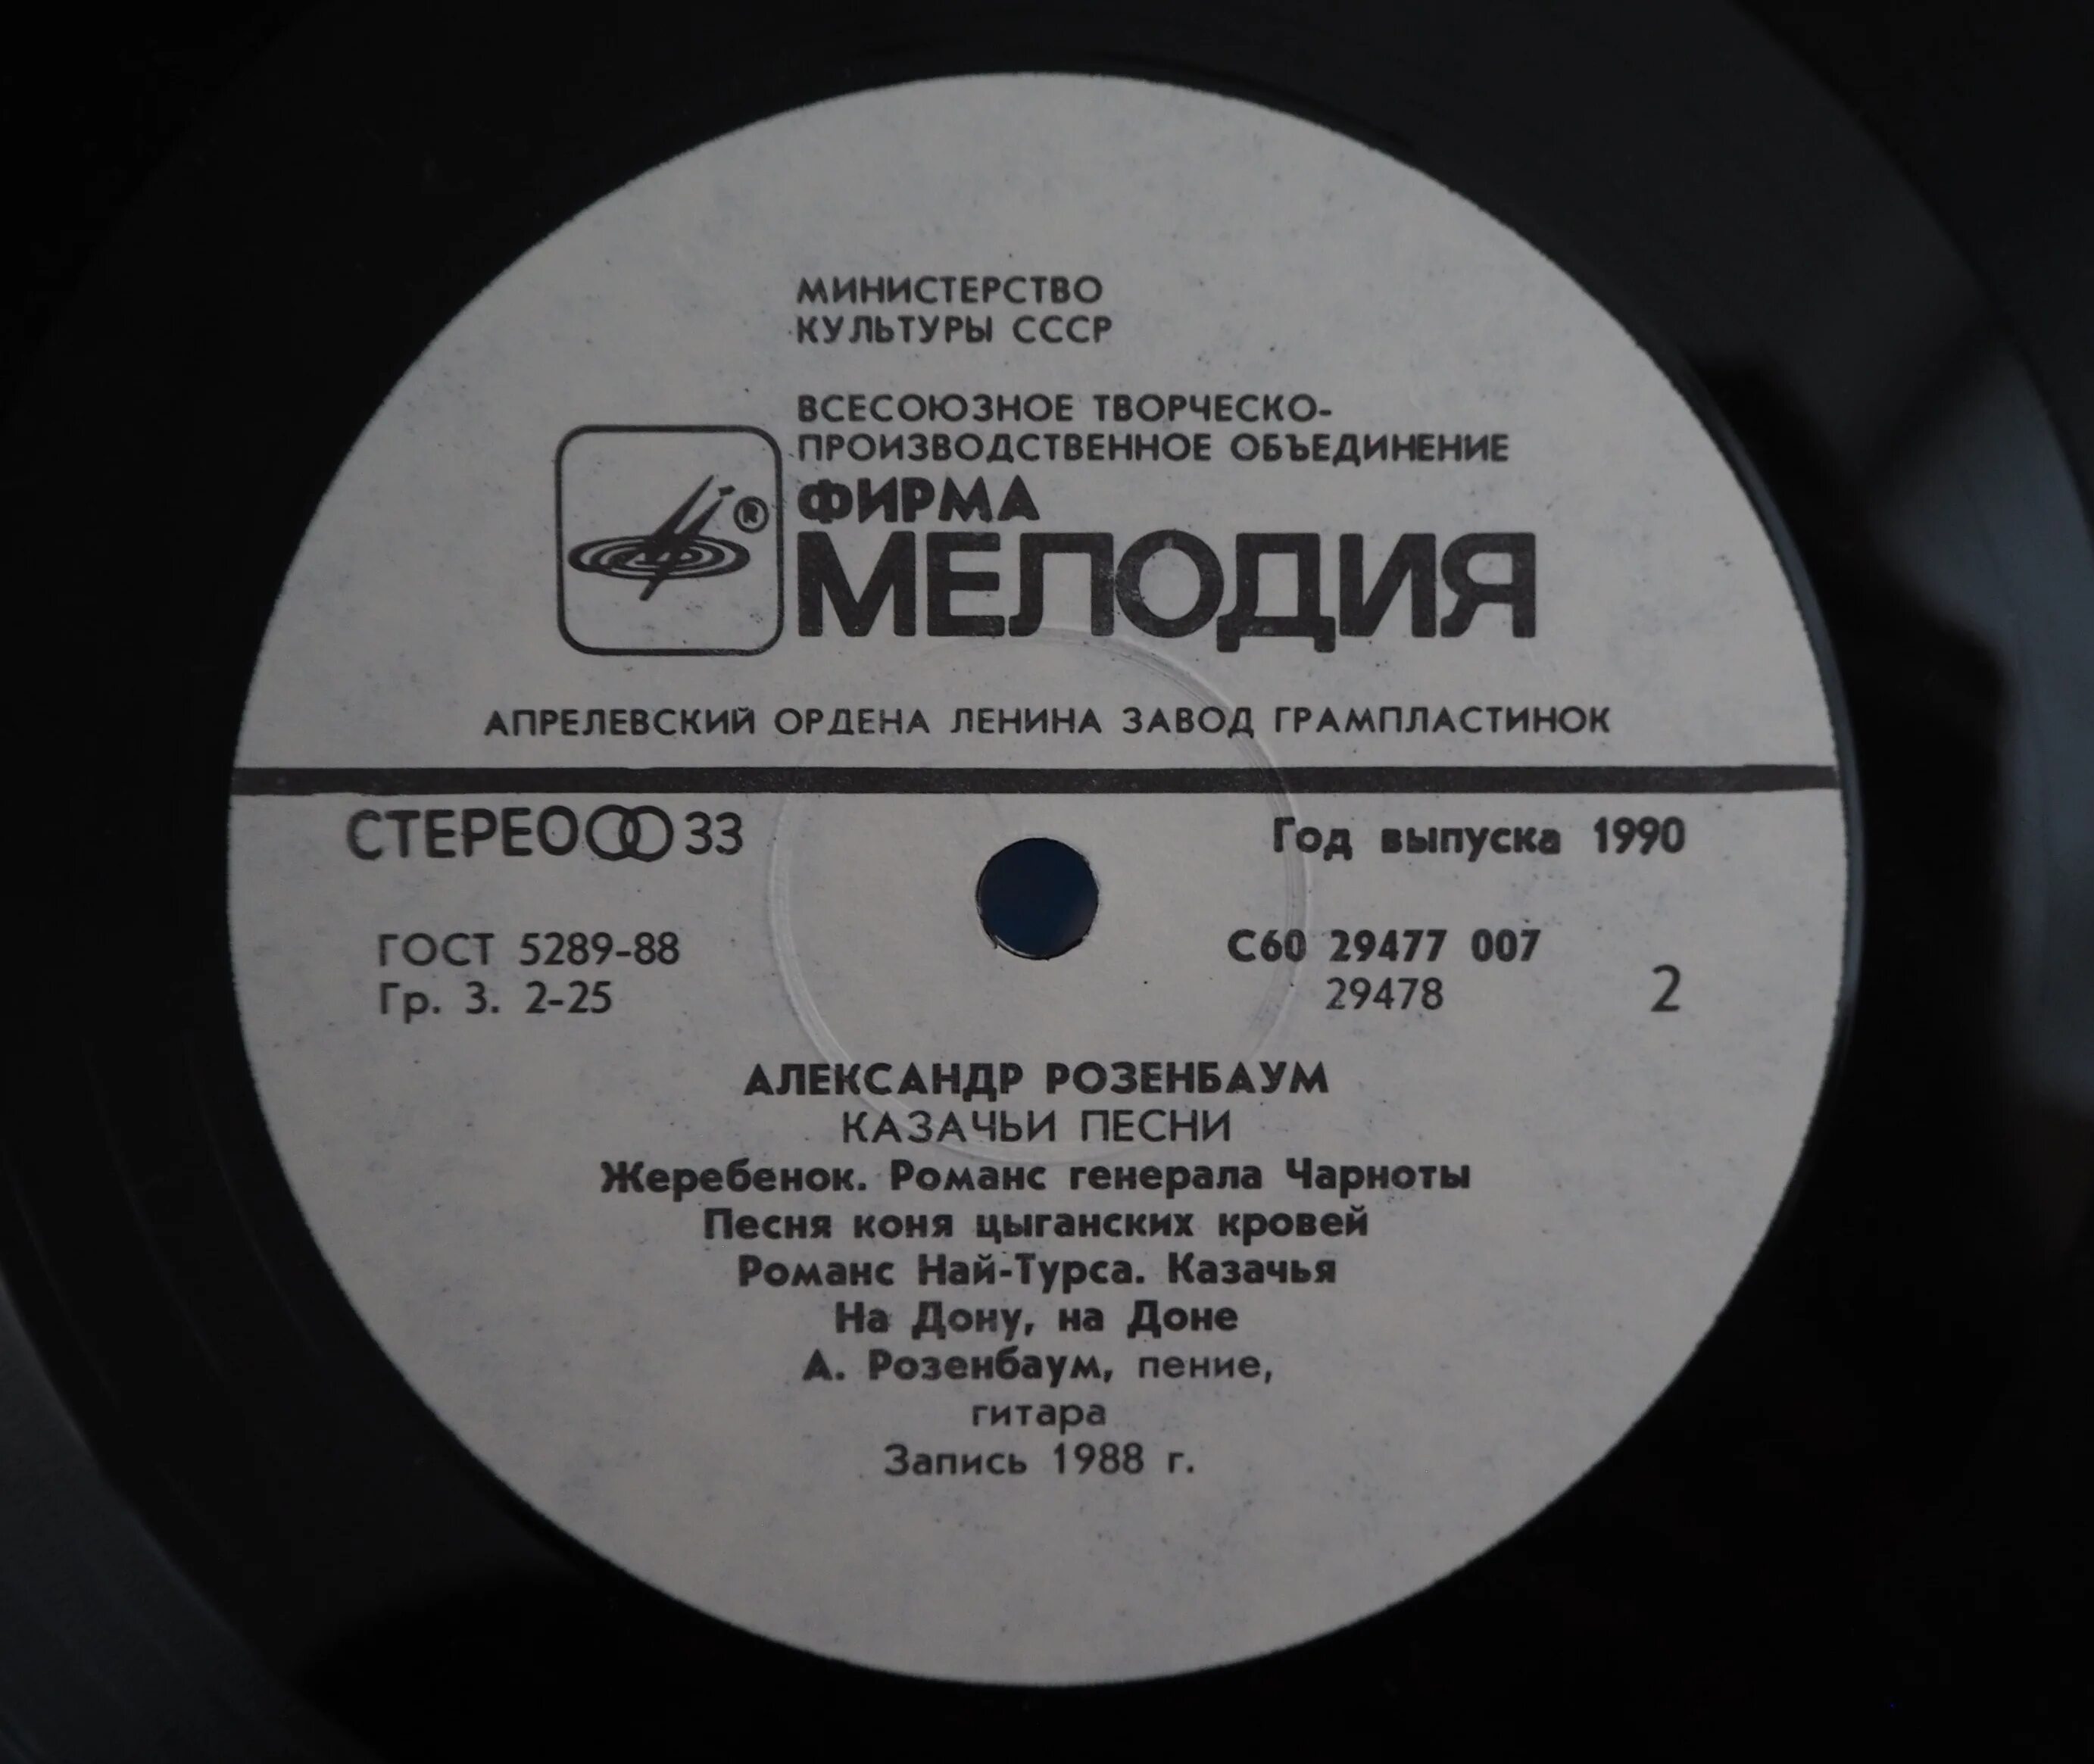 МИНИСТЕРСТВО
КУЛЬТУРЫ СССР
ВСЕСОЮЗНОЕ ТВОРЧЕСКО-
ПРОИЗВОДСТВЕННОЕ ОБЪЕДИНЕНИЕ
®
ФИРМА
МЕЛОДИЯ
АПРЕЛЕВСКИЙ ОРДЕНА ЛЕНИНА ЗАВОД ГРАМПЛАСТИНОК
СТЕРЕО 33
Год выпуска 1990
ГОСТ 5289-88
Гр. 3. 2-25
С60 29477 007
29478
2
АЛЕКСАНДР РОЗЕНБАУМ
КАЗАЧЬИ ПЕСНИ
Жеребенок. Романс генерала Чарноты
Песня коня цыганских кровей
Романс Най-Турса. Казачья
На Дону, на Доне
А. Розенбаум, пение,
гитара
Запись 1988 г.